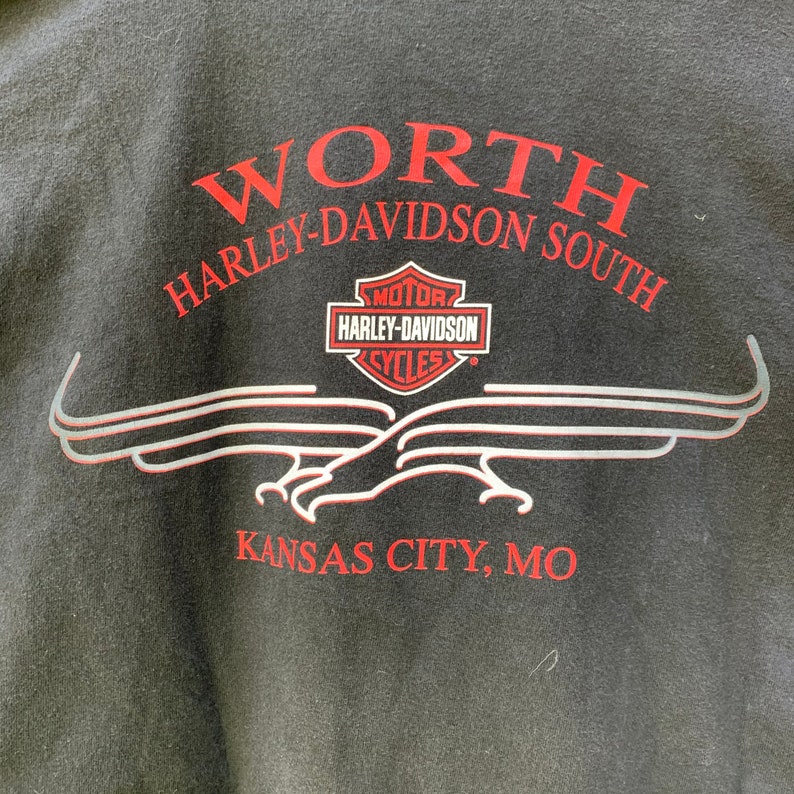 WORTH
HARLEY-DAVIDSON SOUTH
MOTOR
HARLEY-DAVIDSON
CYCLES ®
KANSAS CITY, MO